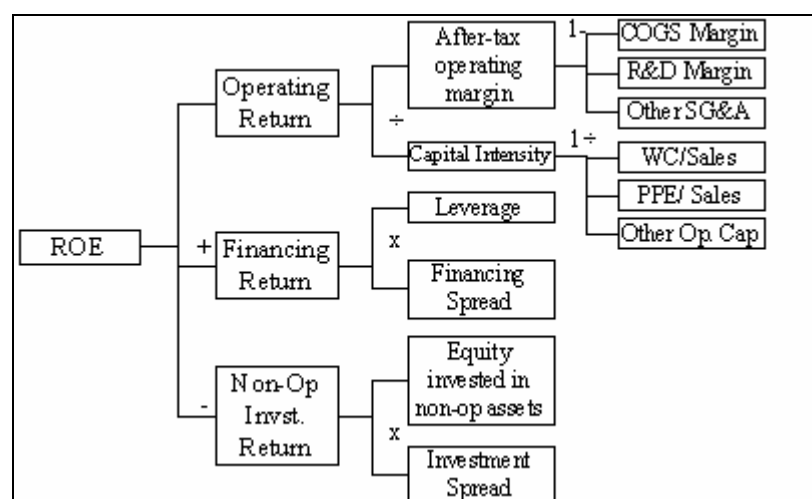 ROE
+
-
Operating
Return
Financing
Return
Non-Op
Invst.
Return
÷
x
x
After-tax
operating
margin
Capital Intensity
Leverage
Financing
Spread
Equity
invested in
non-op assets
Investment
Spread
1-
1÷
COGS Margin
R&D Margin
Other SG&A
WC/Sales
PPE/ Sales
Other Op. Cap